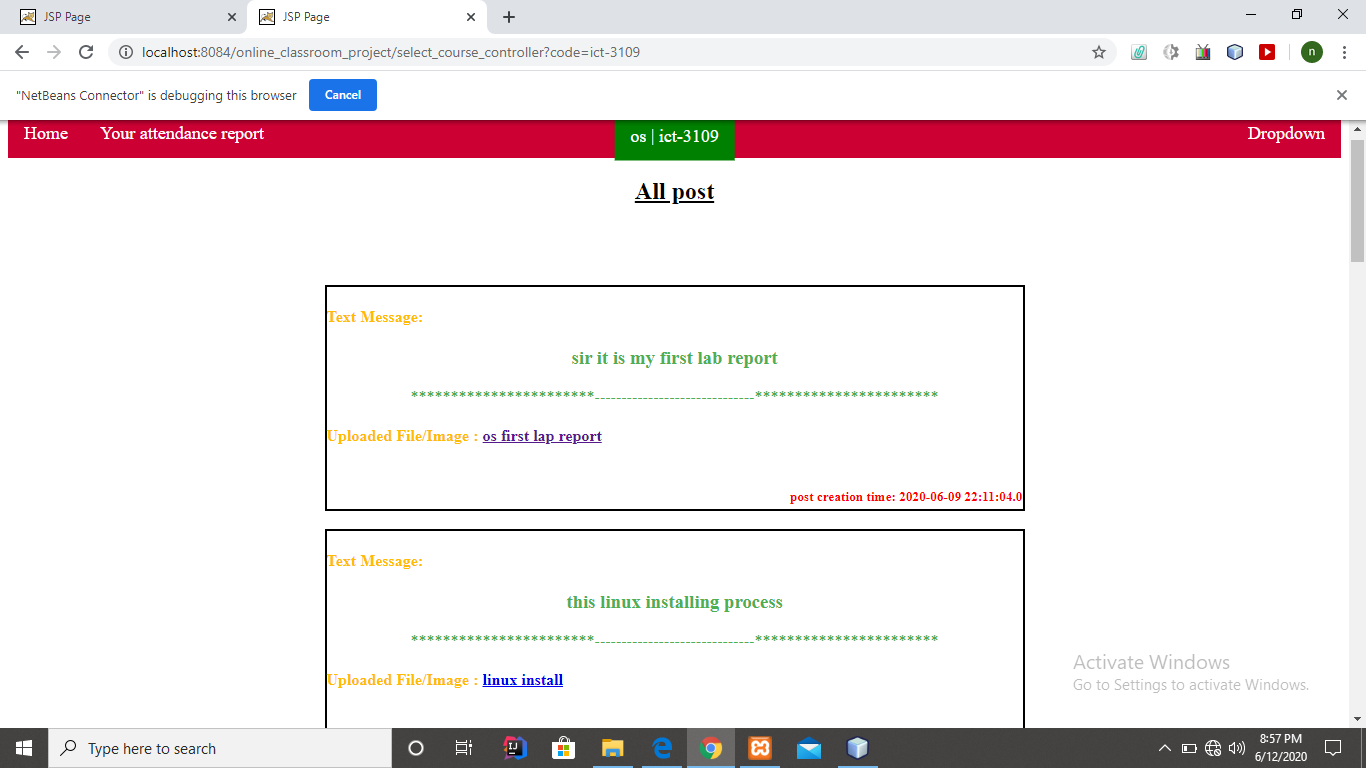 JSP Page
JSP Page
localhost:8084/online_classroom_project/select_course_controller?code=ict-3109
n
"NetBeans Connector" is debugging this browser
Cancel
Home
Your attendance report
os | ict-3109
Dropdown
All post
Text Message:
sir it is my first lab report
***********************------------------------------***********************
Uploaded File/Image : os first lap report
post creation time: 2020-06-09 22:11:04.0
Text Message:
this linux installing process
***********************------------------------------***********************
Uploaded File/Image : linux install
Activate Windows
Go to Settings to activate Windows.
Type here to search
8:57 PM
6/12/2020